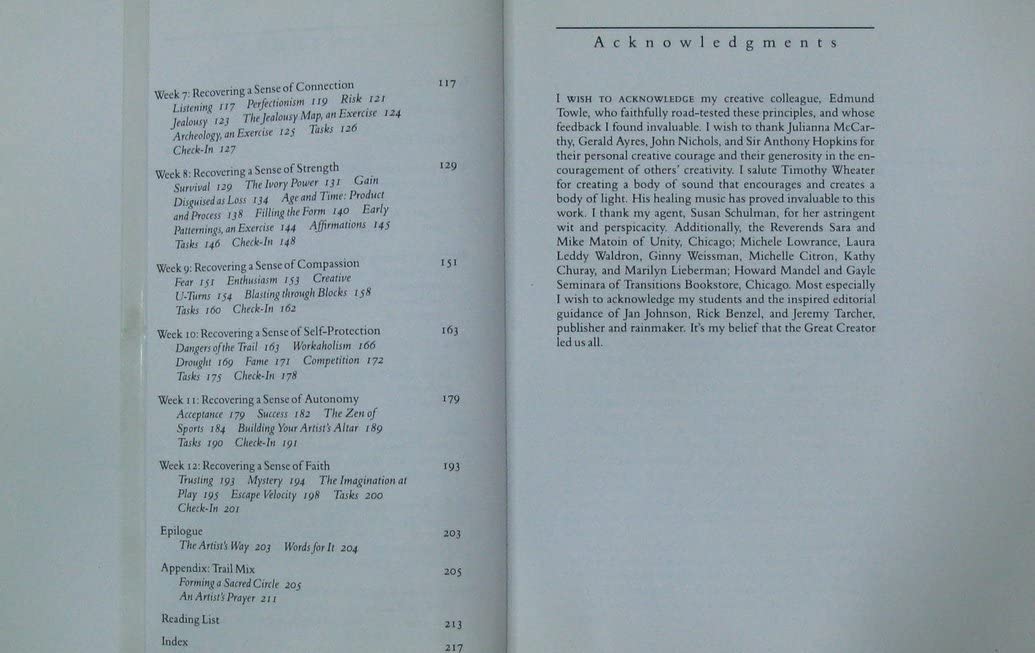 Week 7: Recovering a Sense of Connection 117
Listening 117 Perfectionism 119 Risk 121
Jealousy 123 The Jealousy Map, an Exercise 124
Archeology, an Exercise 125 Tasks 126
Check-In 127
Week 8: Recovering a Sense of Strength 129
Survival 129 The Ivory Power 131 Gain
Disguised as Loss 134 Age and Time: Product
and Process 138 Filling the Form 140 Early
Patternings, an Exercise 144 Affirmations 145
Tasks 146 Check-In 148
Week 9: Recovering a Sense of Compassion 151
Fear 151 Enthusiasm 153 Creative
U-Turns 154 Blasting through Blocks 158
Tasks 160 Check-In 162
Week 10: Recovering a Sense of Self-Protection 163
Dangers of the Trail 163 Workaholism 166
Drought 169 Fame 171 Competition 172
Tasks 175 Check-In 178
Week 11: Recovering a Sense of Autonomy 179
Acceptance 179 Success 182 The Zen of
Sports 184 Building Your Artist's Altar 189
Tasks 190 Check-In 191
Week 12: Recovering a Sense of Faith 193
Trusting 193 Mystery 194 The Imagination at
Play 195 Escape Velocity 198 Tasks 200
Check-In 201
Epilogue 203
The Artist's Way 203 Words for It 204
Appendix: Trail Mix 205
Forming a Sacred Circle 205
An Artist's Prayer 211
Reading List 213
Index 217
Acknowledgments
I WISH TO ACKNOWLEDGE my creative colleague, Edmund
Towle, who faithfully road-tested these principles, and whose
feedback I found invaluable. I wish to thank Julianna McCar-
thy, Gerald Ayres, John Nichols, and Sir Anthony Hopkins for
their personal creative courage and their generosity in the en-
couragement of others' creativity. I salute Timothy Wheater
for creating a body of sound that encourages and creates a
body of light. His healing music has proved invaluable to this
work. I thank my agent, Susan Schulman, for her astringent
wit and perspicacity. Additionally, the Reverends Sara and
Mike Matoin of Unity, Chicago; Michele Lowrance, Laura
Leddy Waldron, Ginny Weissman, Michelle Citron, Kathy
Churay, and Marilyn Lieberman; Howard Mandel and Gayle
Seminara of Transitions Bookstore, Chicago. Most especially
I wish to acknowledge my students and the inspired editorial
guidance of Jan Johnson, Rick Benzel, and Jeremy Tarcher,
publisher and rainmaker. It's my belief that the Great Creator
led us all.